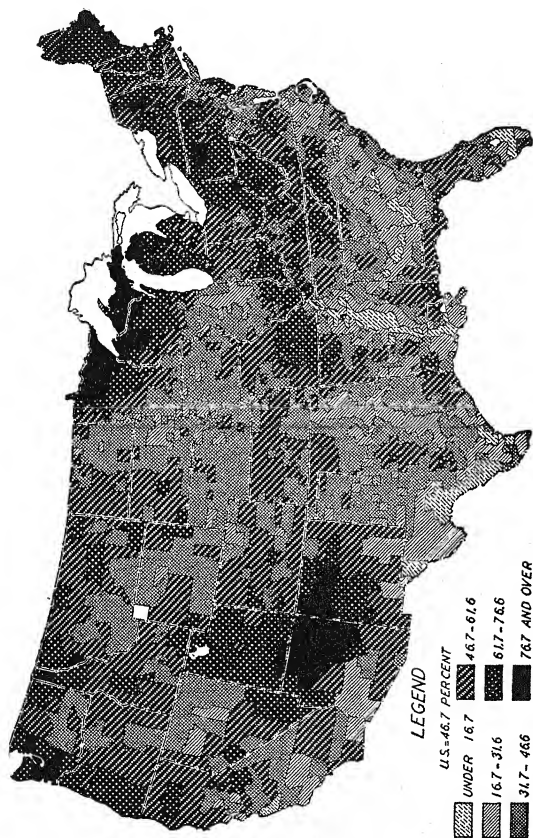 LEGEND
U.S.=46.7 PERCENT
UNDER 16.7
16.7-31.6
31.7-46.6
46.7-61.6
61.7-76.6
76.7 AND OVER